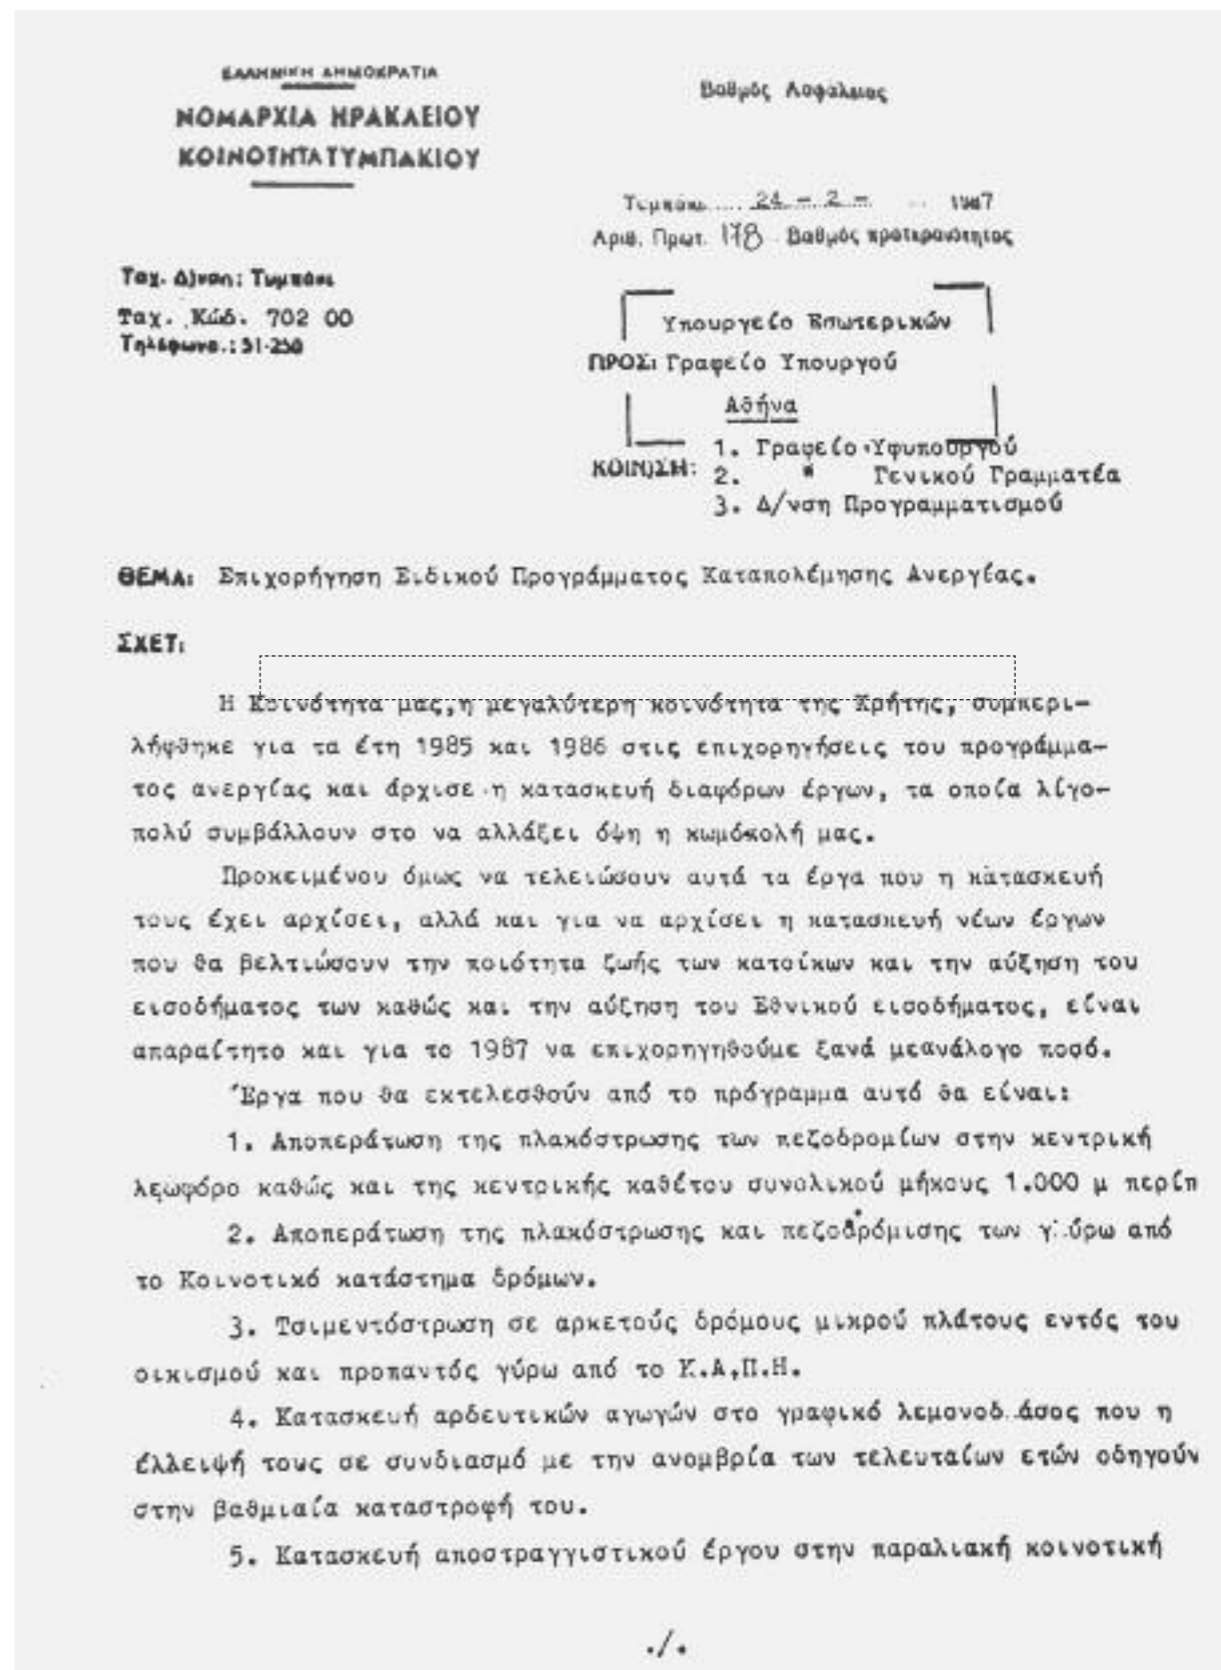 ΕΛΛΗΝΙΚΗ ΔΗΜΟΚΡΑΤΙΑ
ΝΟΜΑΡΧΙΑ ΗΡΑΚΛΕΙΟΥ
ΚΟΙΝΟΤΗΤΑ ΤΥΜΠΑΚΙΟΥ
Βαθμός Ασφαλειας
Τυμπάκι.... 24 - 2 - 1987
Αριθ. Πρωτ. 178 Βαθμός προτεραιότητος
Ταχ. Δ)νση: Τυμπάκι
Ταχ. Κώδ. 702 00
Τηλέφωνο.: 51-250
Υπουργείο Εσωτερικών
ΠΡΟΣ: Γραφείο Υπουργού
Αθήνα
ΚΟΙΝ)ΣΗ: 1. Γραφείο Υφυπουργού
2. " Γενικού Γραμματέα
3. Δ/νση Προγραμματισμού
ΘΕΜΑ: Επιχορήγηση Ειδικού Προγράμματος Καταπολέμησης Ανεργίας.
ΣΧΕΤ:
Η Κοινότητα μας,η μεγαλύτερη κοινότητα της Κρήτης, συμπερι-
λήφθηκε για τα έτη 1985 και 1986 στις επιχορηγήσεις του προγράμμα-
τος ανεργίας και άρχισε η κατασκευή διαφόρων έργων, τα οποία λίγο-
πολύ συμβάλλουν στο να αλλάξει όψη η κωμόπολή μας.
Προκειμένου όμως να τελειώσουν αυτά τα έργα που η κατασκευή
τους έχει αρχίσει, αλλά και για να αρχίσει η κατασκευή νέων έργων
που θα βελτιώσουν την ποιότητα ζωής των κατοίκων και την αύξηση του
εισοδήματος των καθώς και την αύξηση του Εθνικού εισοδήματος, είναι
απαραίτητο και για το 1987 να επιχορηγηθούμε ξανά μεανάλογο ποσό.
Έργα που θα εκτελεσθούν από το πρόγραμμα αυτό θα είναι:
1. Αποπεράτωση της πλακόστρωσης των πεζοδρομίων στην κεντρική
λεωφόρο καθώς και της κεντρικής καθέτου συνολικού μήκους 1.000 μ περίπ
2. Αποπεράτωση της πλακόστρωσης και πεζοδρόμισης των γ ύρω από
το Κοινοτικό κατάστημα δρόμων.
3. Τσιμεντόστρωση σε αρκετούς δρόμους μικρού πλάτους εντός του
οικισμού και προπαντός γύρω από το Κ.Α.Π.Η.
4. Κατασκευή αρδευτικών αγωγών στο γραφικό λεμονοδ άσος που η
έλλειψή τους σε συνδιασμό με την ανομβρία των τελευταίων ετών οδηγούν
στην βαθμιαία καταστροφή του.
5. Κατασκευή αποστραγγιστικού έργου στην παραλιακή κοινοτική
./.